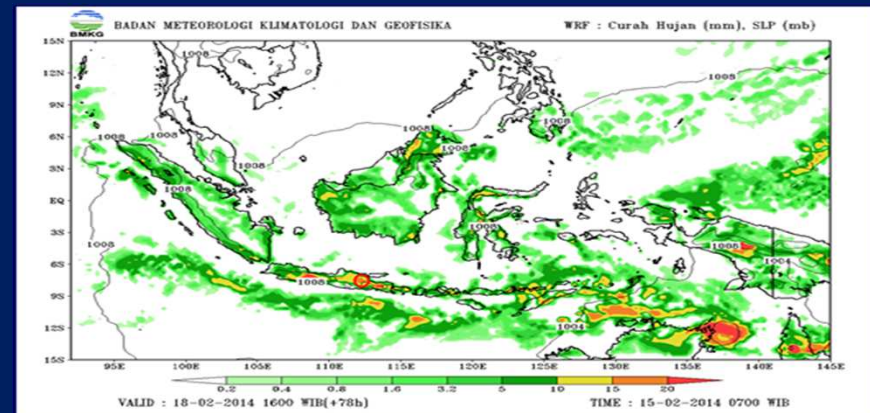 BMKG
BADAN METEOROLOGI KLIMATOLOGI DAN GEOFISIKA
WRF : Curah Hujan (mm), SLP (mb)
15N
12N
9N
6N
3N
EQ
3S
6S
9S
12S
15S
1008
1008
1008
1008
1008
1008
1008
1008
1008
1008
1008
1008
1008
1004
1004
95E 100E 105E 110E 115E 120E 125E 130E 135E 140E 145E
0.2 0.4 0.8 1.6 3.2 5 10 15 20
VALID : 18-02-2014 1600 WIB(+78h)
TIME : 15-02-2014 0700 WIB